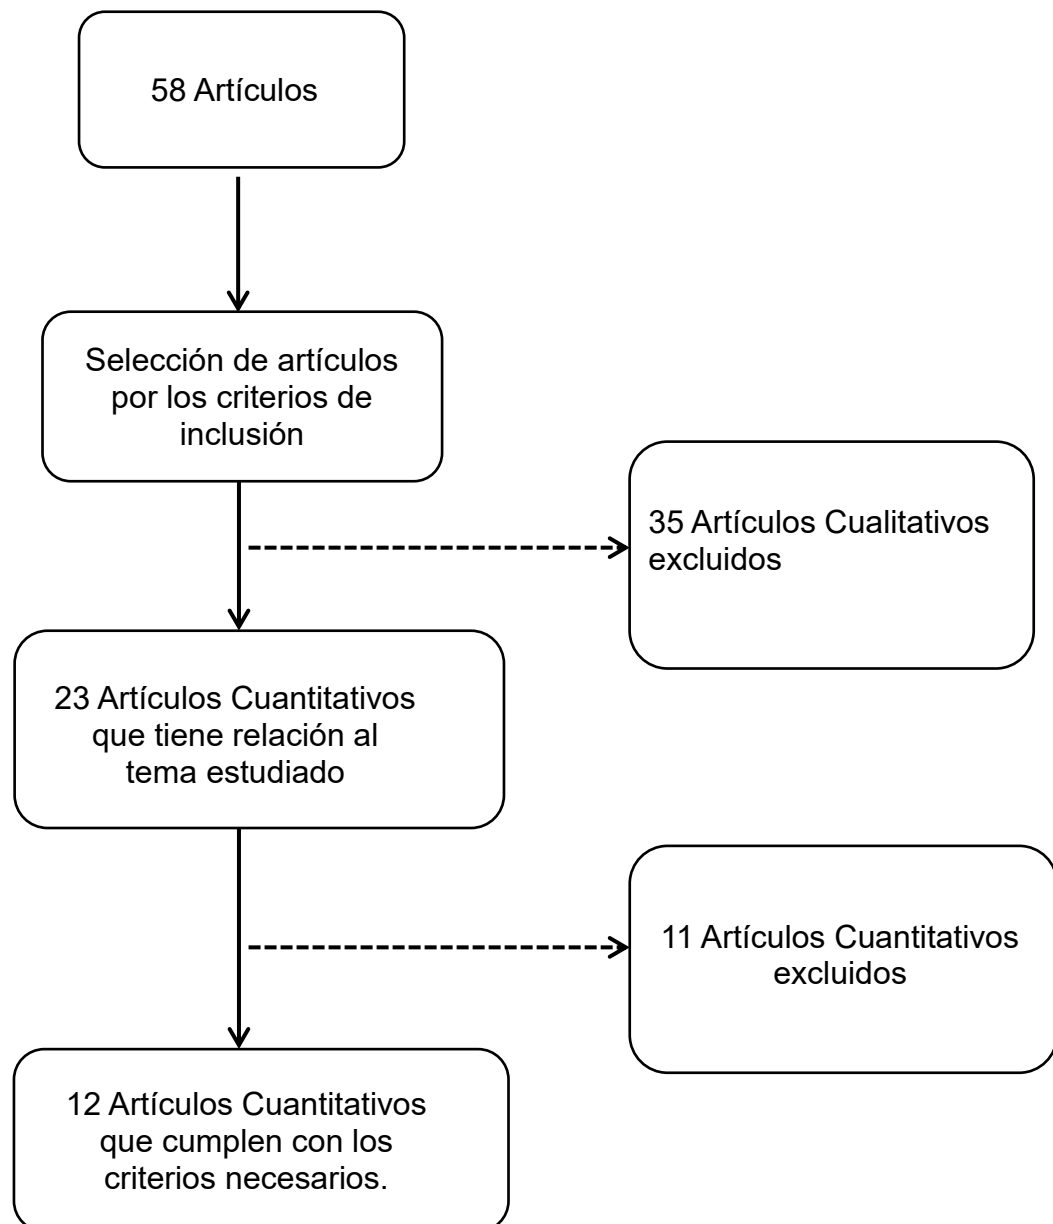 58 Artículos
Selección de artículos
por los criterios de
inclusión
35 Artículos Cualitativos
excluidos
23 Artículos Cuantitativos
que tiene relación al
tema estudiado
11 Artículos Cuantitativos
excluidos
12 Artículos Cuantitativos
que cumplen con los
criterios necesarios.